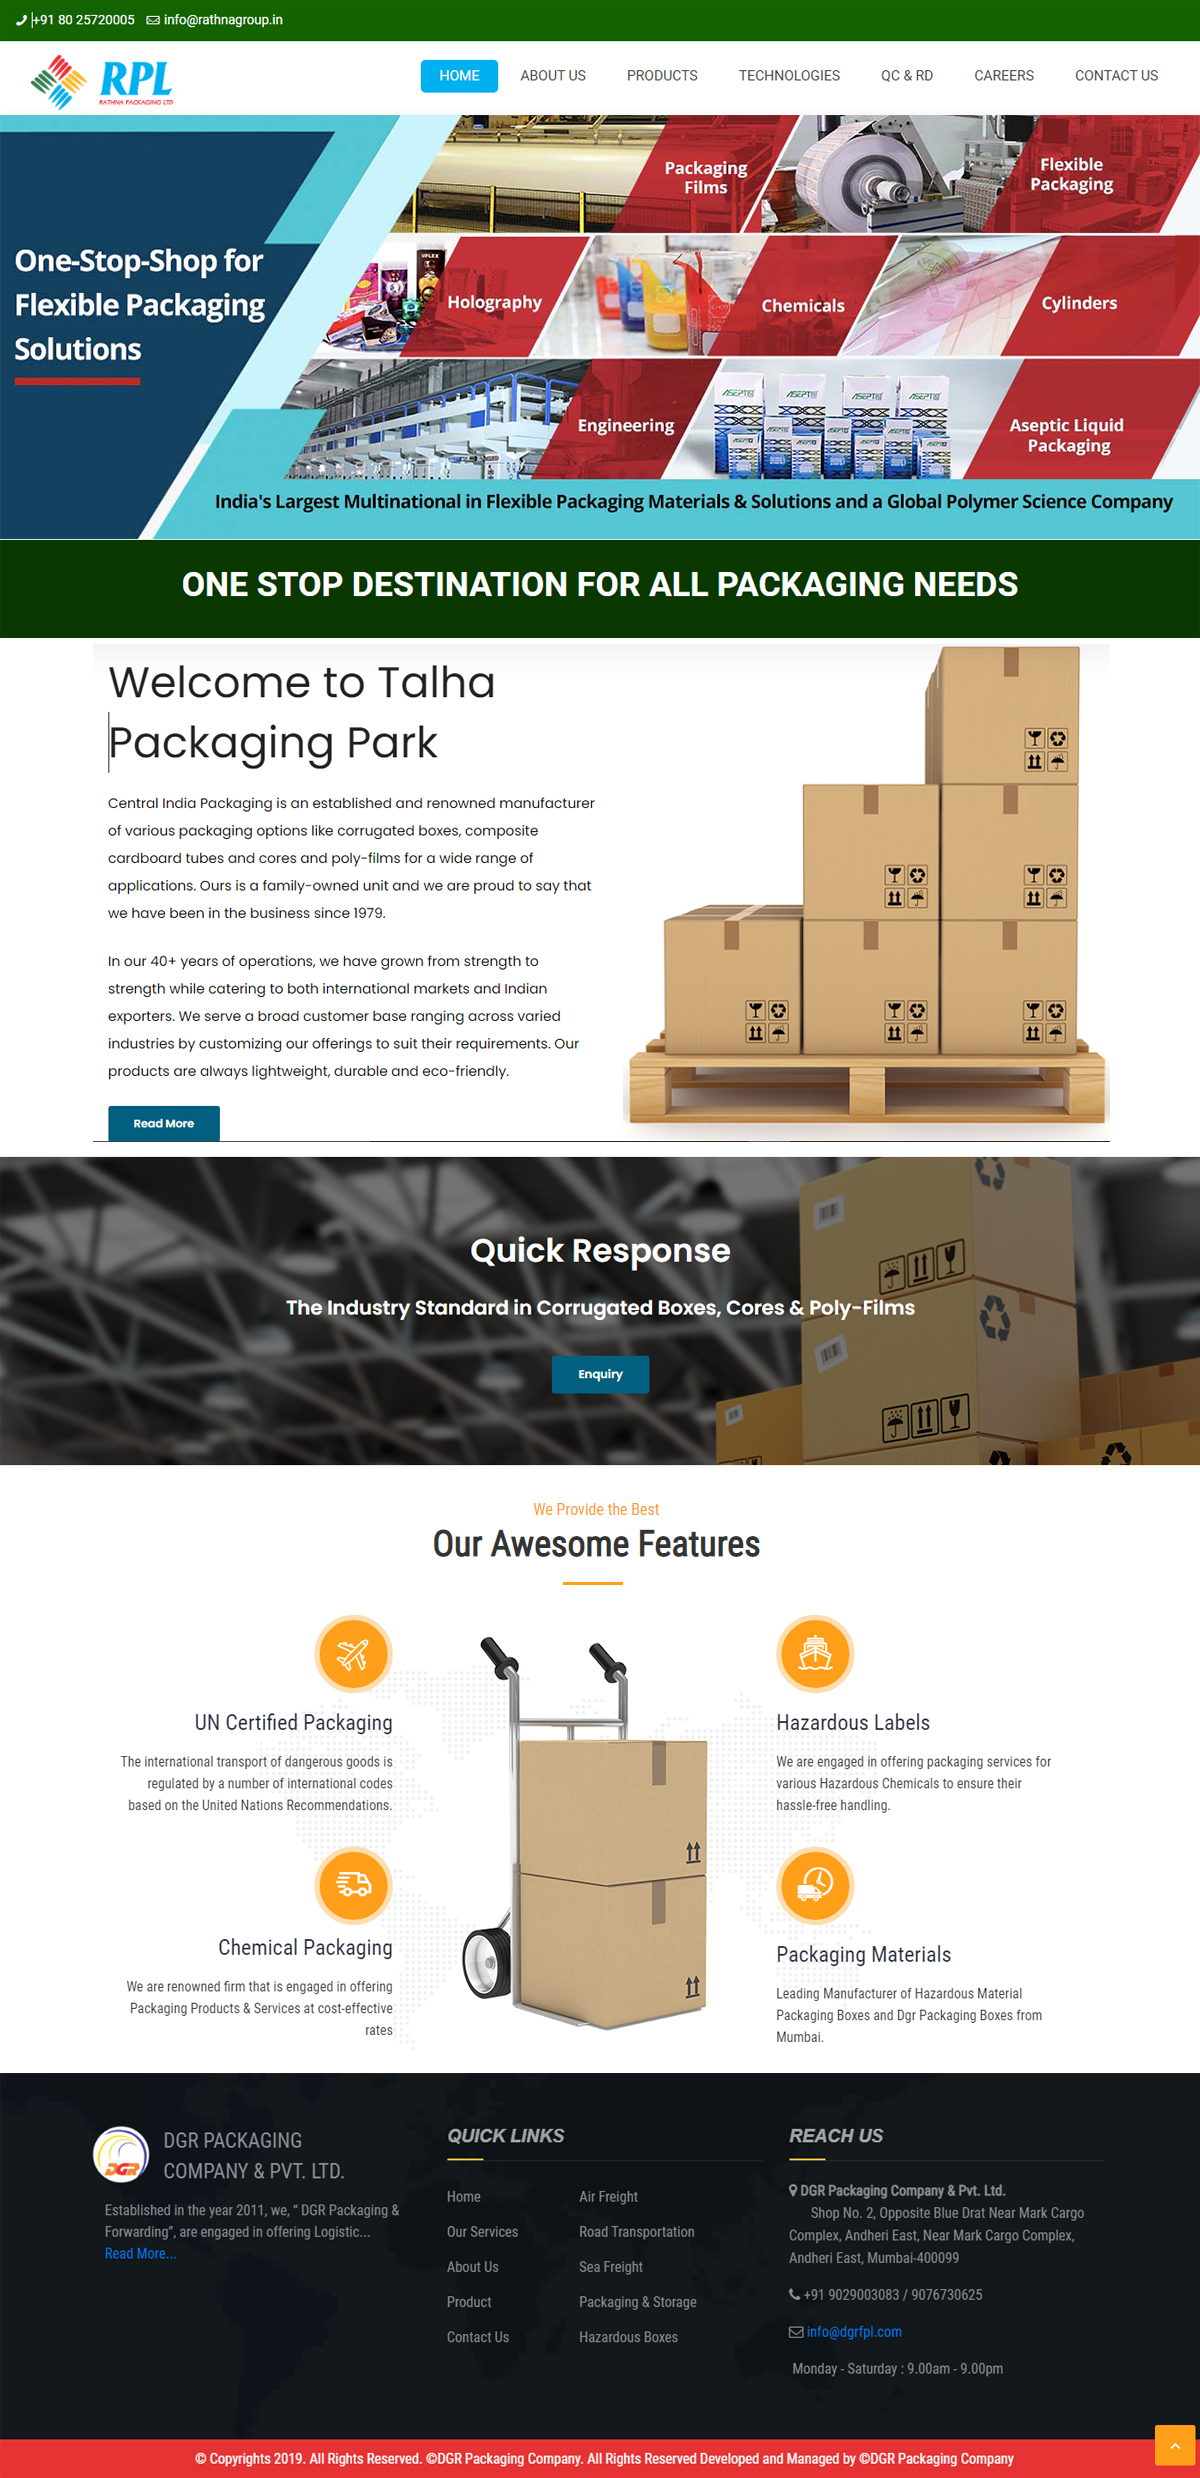 +91 80 25720005 info@rathnagroup.in
RPL
RATHNA PACKAGING LTD
HOME ABOUT US PRODUCTS TECHNOLOGIES QC & RD CAREERS CONTACT US
One-Stop-Shop for
Flexible Packaging
Solutions
Packaging
Films
Flexible
Packaging
UFLEX
Holography
Chemicals
250
Cylinders
Engineering
ASEPTO ASEPTO ASEPTO ASEPTO
Aseptic Liquid
Packaging
India's Largest Multinational in Flexible Packaging Materials & Solutions and a Global Polymer Science Company
ONE STOP DESTINATION FOR ALL PACKAGING NEEDS
Welcome to Talha
Packaging Park
Central India Packaging is an established and renowned manufacturer
of various packaging options like corrugated boxes, composite
cardboard tubes and cores and poly-films for a wide range of
applications. Ours is a family-owned unit and we are proud to say that
we have been in the business since 1979.
In our 40+ years of operations, we have grown from strength to
strength while catering to both international markets and Indian
exporters. We serve a broad customer base ranging across varied
industries by customizing our offerings to suit their requirements. Our
products are always lightweight, durable and eco-friendly.
Read More
Quick Response
The Industry Standard in Corrugated Boxes, Cores & Poly-Films
Enquiry
We Provide the Best
Our Awesome Features
UN Certified Packaging
The international transport of dangerous goods is
regulated by a number of international codes
based on the United Nations Recommendations.
Hazardous Labels
We are engaged in offering packaging services for
various Hazardous Chemicals to ensure their
hassle-free handling.
Chemical Packaging
We are renowned firm that is engaged in offering
Packaging Products & Services at cost-effective
rates
Packaging Materials
Leading Manufacturer of Hazardous Material
Packaging Boxes and Dgr Packaging Boxes from
Mumbai.
DGR
DGR PACKAGING
COMPANY & PVT. LTD.
Established in the year 2011, we, “ DGR Packaging &
Forwarding”, are engaged in offering Logistic...
Read More...
QUICK LINKS
Home Air Freight
Our Services Road Transportation
About Us Sea Freight
Product Packaging & Storage
Contact Us Hazardous Boxes
REACH US
DGR Packaging Company & Pvt. Ltd.
Shop No. 2, Opposite Blue Drat Near Mark Cargo
Complex, Andheri East, Near Mark Cargo Complex,
Andheri East, Mumbai-400099
+91 9029003083 / 9076730625
info@dgrfpl.com
Monday - Saturday : 9.00am - 9.00pm
© Copyrights 2019. All Rights Reserved. ©DGR Packaging Company. All Rights Reserved Developed and Managed by ©DGR Packaging Company